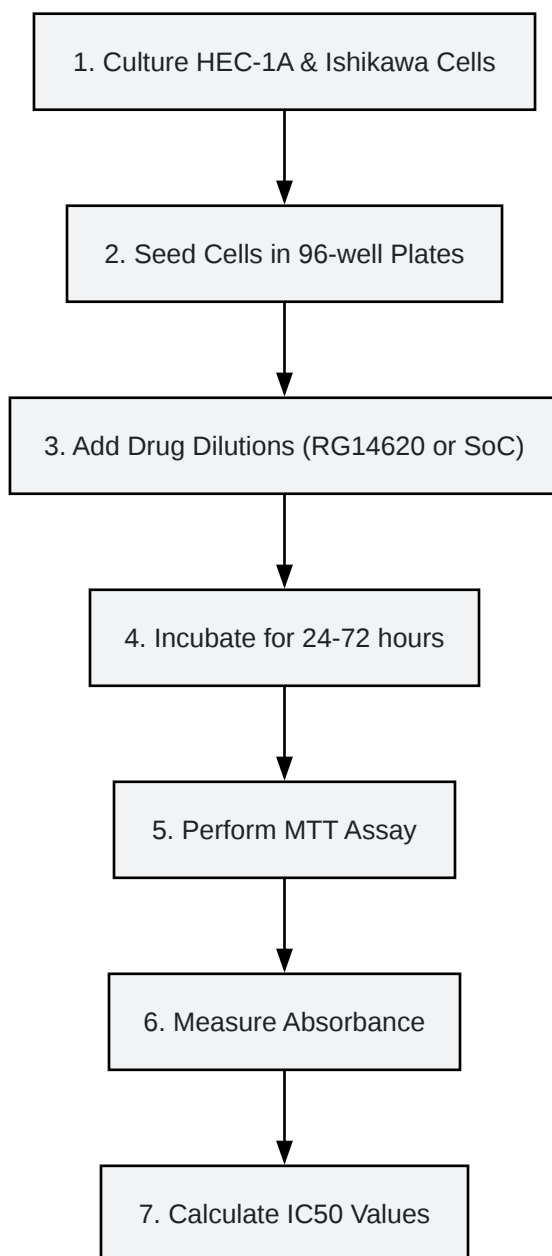 1. Culture HEC-1A & Ishikawa Cells
2. Seed Cells in 96-well Plates
3. Add Drug Dilutions (RG14620 or SoC)
4. Incubate for 24-72 hours
5. Perform MTT Assay
6. Measure Absorbance
7. Calculate IC50 Values